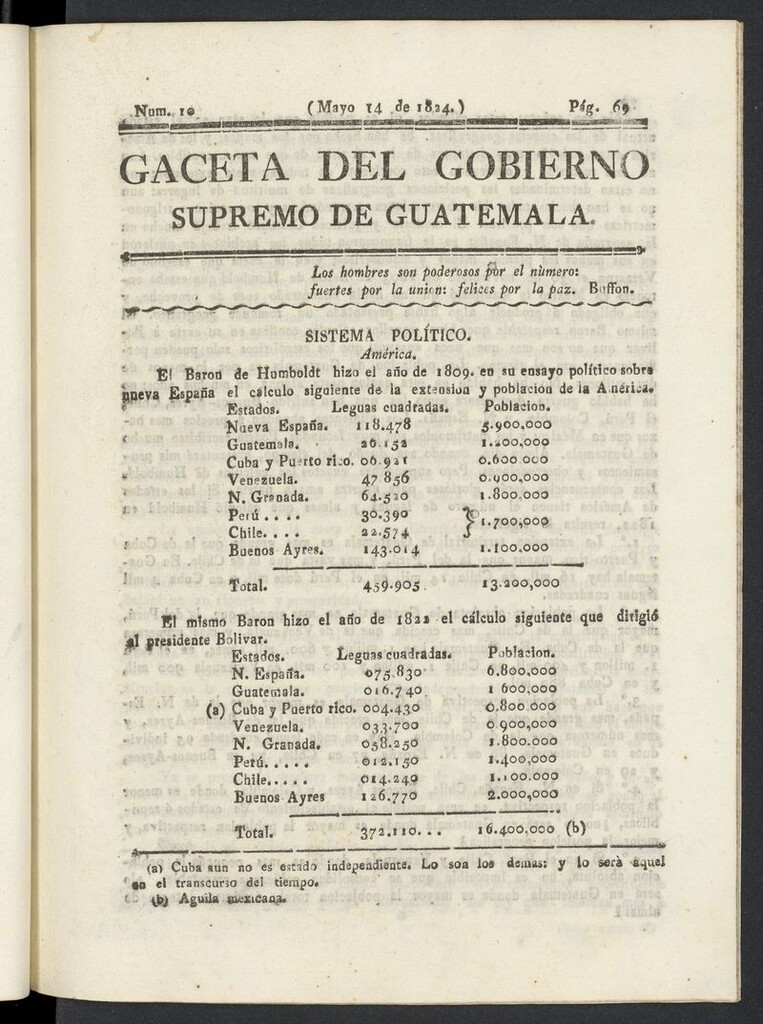 Num. 10 (Mayo 14 de 1824.) Pág. 69
GACETA DEL GOBIERNO
SUPREMO DE GUATEMALA.
Los hombres son poderosos por el nùmero:
fuertes por la union: felices por la paz. Buffon.
SISTEMA POLÍTICO.
América.
El Baron de Humboldt hizo el año de 1809. en su ensayo político sobre
nueva España el cálculo siguiente de la extension y poblacion de la América.
Estados. Leguas cuadradas. Poblacion.
Nueva España. 118.478 5.900,000
Guatemala. 26.152 1.200,000
Cuba y Puerto rico. 06.921 0.600.000
Venezuela. 47.856 0.900,000
N. Granada. 64.520 1.800.000
Perú .... 30.390
} 1.700,000
Chile.... 22.574
Buenos Ayres. 143.014 1.100.000
Total. 459.905. 13.200,000
El mismo Baron hizo el año de 1822 el cálculo siguiente que dirigió
al presidente Bolivar.
Estados. Leguas cuadradas. Poblacion.
N. España. 075.830 6.800.000
Guatemala. 016.740 1 600,000
(a) Cuba y Puerto rico. 004.430 0.800.000
Venezuela. 033.700 0.900,000
N. Granada. 058.250 1.800.000
Perú..... 012.150 1.400,000
Chile..... 014.240 1.100.000
Buenos Ayres 126.770 2.000,000
Total. 372.110... 16.400.000 (b)
(a) Cuba aun no es estado independiente. Lo son los demas: y lo serà aquel
en el transcurso del tiempo.
(b) Aguila mexicana.